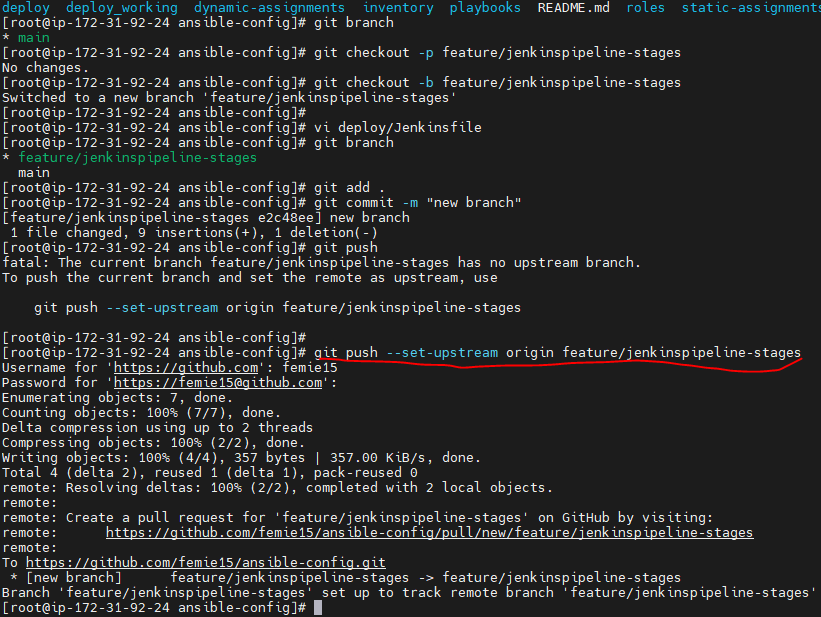 deploy deploy_working dynamic-assignments inventory playbooks README.md roles static-assignments
[root@ip-172-31-92-24 ansible-config]# git branch
* main
[root@ip-172-31-92-24 ansible-config]# git checkout -p feature/jenkinspipeline-stages
No changes.
[root@ip-172-31-92-24 ansible-config]# git checkout -b feature/jenkinspipeline-stages
Switched to a new branch 'feature/jenkinspipeline-stages'
[root@ip-172-31-92-24 ansible-config]#
[root@ip-172-31-92-24 ansible-config]# vi deploy/Jenkinsfile
[root@ip-172-31-92-24 ansible-config]# git branch
* feature/jenkinspipeline-stages
  main
[root@ip-172-31-92-24 ansible-config]# git add .
[root@ip-172-31-92-24 ansible-config]# git commit -m "new branch"
[feature/jenkinspipeline-stages e2c48ee] new branch
 1 file changed, 9 insertions(+), 1 deletion(-)
[root@ip-172-31-92-24 ansible-config]# git push
fatal: The current branch feature/jenkinspipeline-stages has no upstream branch.
To push the current branch and set the remote as upstream, use
    git push --set-upstream origin feature/jenkinspipeline-stages
[root@ip-172-31-92-24 ansible-config]#
[root@ip-172-31-92-24 ansible-config]# git push --set-upstream origin feature/jenkinspipeline-stages
Username for 'https://github.com': femie15
Password for 'https://femie15@github.com':
Enumerating objects: 7, done.
Counting objects: 100% (7/7), done.
Delta compression using up to 2 threads
Compressing objects: 100% (2/2), done.
Writing objects: 100% (4/4), 357 bytes | 357.00 KiB/s, done.
Total 4 (delta 2), reused 1 (delta 1), pack-reused 0
remote: Resolving deltas: 100% (2/2), completed with 2 local objects.
remote:
remote: Create a pull request for 'feature/jenkinspipeline-stages' on GitHub by visiting:
remote:      https://github.com/femie15/ansible-config/pull/new/feature/jenkinspipeline-stages
remote:
To https://github.com/femie15/ansible-config.git
 * [new branch]      feature/jenkinspipeline-stages -> feature/jenkinspipeline-stages
Branch 'feature/jenkinspipeline-stages' set up to track remote branch 'feature/jenkinspipeline-stages'
[root@ip-172-31-92-24 ansible-config]#